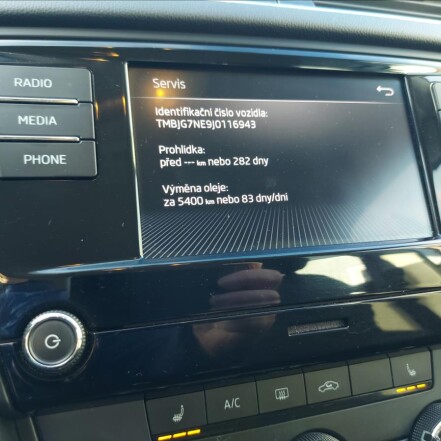 RADIO
MEDIA
PHONE
Servis
Identifikační číslo vozidla:
TMBJG7NE9J0116943
Prohlídka:
před --- km nebo 282 dny
Výměna oleje:
za 5400 km nebo 83 dny/dni
A/C